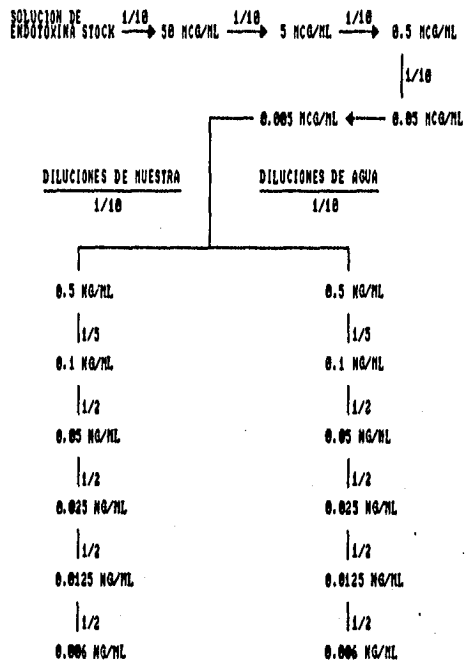 SOLUCION DE
ENDOTOXINA STOCK 1/10 50 MCG/ML 1/10 5 MCG/ML 1/10 0.5 MCG/ML
1/10
0.005 MCG/ML 0.05 MCG/ML
DILUCIONES DE MUESTRA DILUCIONES DE AGUA
1/10 1/10
0.5 NG/ML 0.5 NG/ML
1/5 1/5
0.1 NG/ML 0.1 NG/ML
1/2 1/2
0.05 NG/ML 0.05 NG/ML
1/2 1/2
0.025 NG/ML 0.025 NG/ML
1/2 1/2
0.0125 NG/ML 0.0125 NG/ML
1/2 1/2
0.006 NG/ML 0.006 NG/ML